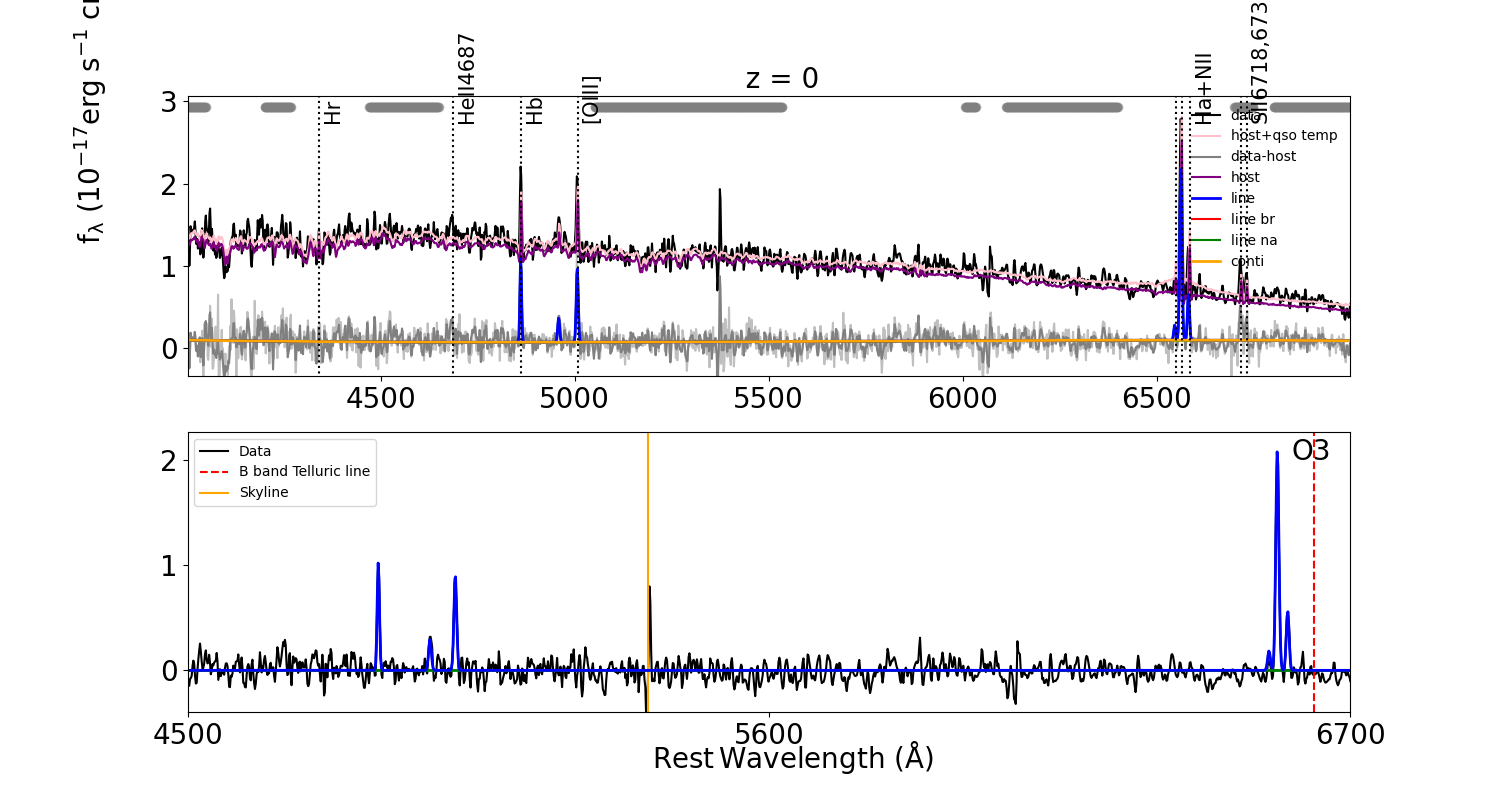 z = 0
f_λ (10^−17 erg s^−1 c
Hr
HeII4687
Hb
[OIII]
Ha+NII
SII6718,673
data
host+qso temp
data-host
host
line
line br
line na
conti
3
2
1
0
4500 5000 5500 6000 6500
Data
B band Telluric line
Skyline
O3
2
1
0
4500 5600 6700
Rest Wavelength (Å)